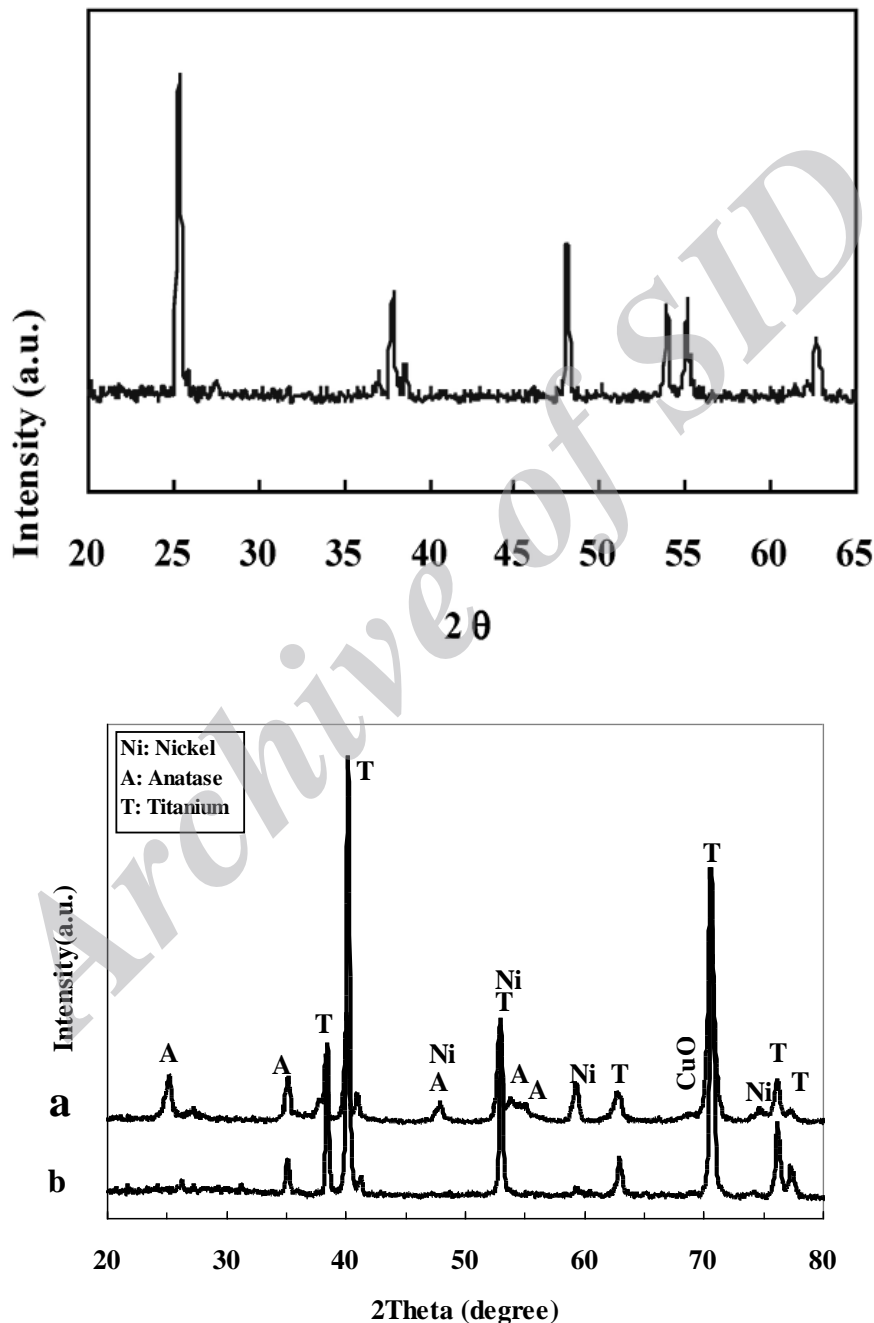 Intensity (a.u.)
20 25 30 35 40 45 50 55 60 65
2 θ
Archive of SID
Ni: Nickel
A: Anatase
T: Titanium
Intensity(a.u.)
T
T
Ni
T
T
A
A
Ni
A
A
A
Ni
T
CuO
Ni
T
T
a
b
20 30 40 50 60 70 80
2Theta (degree)